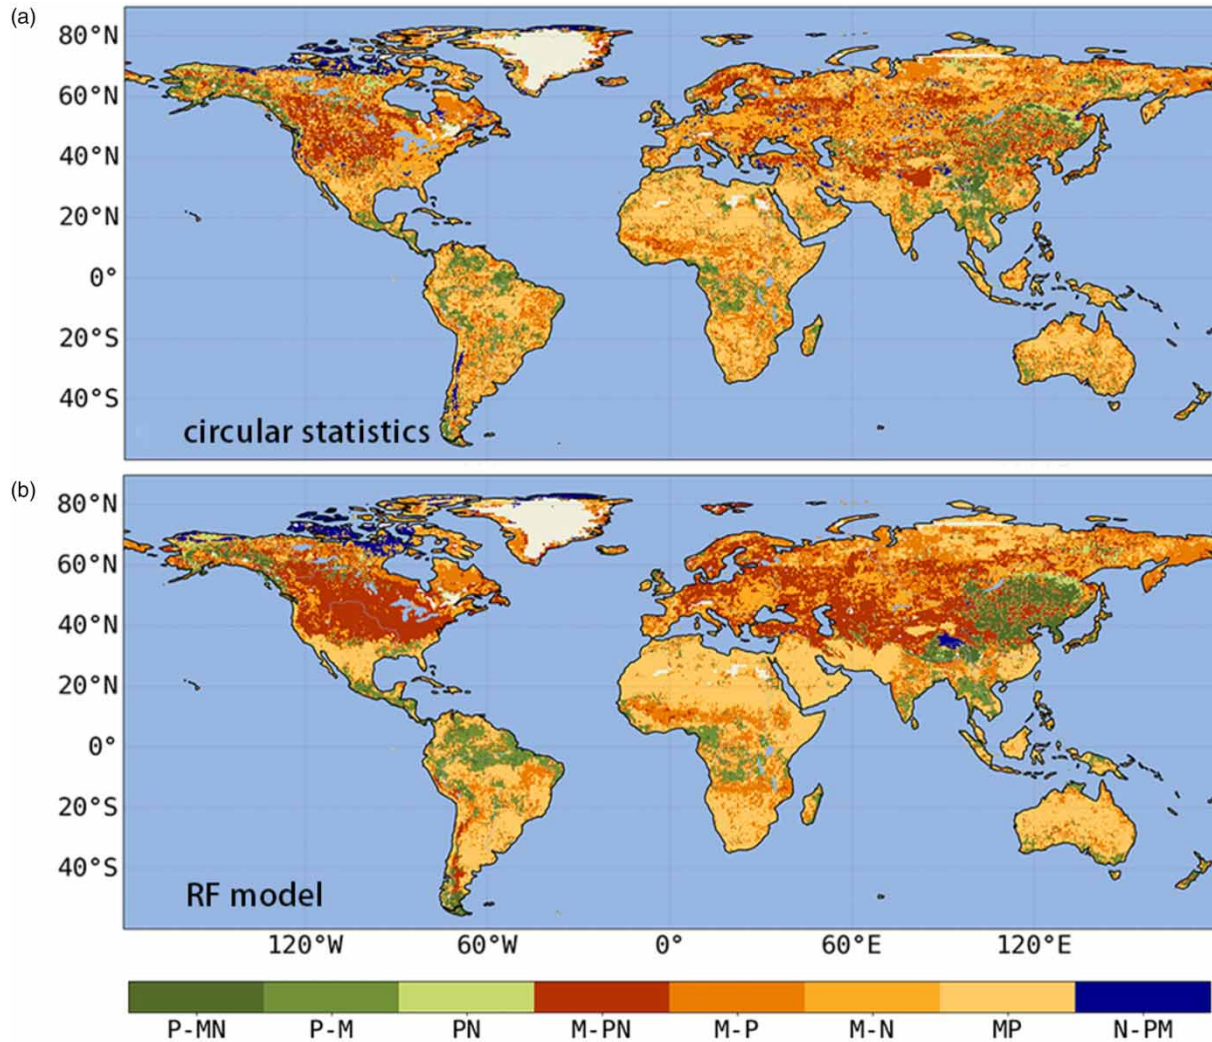 (a)
80°N
60°N
40°N
20°N
0°
20°S
40°S
circular statistics
(b)
80°N
60°N
40°N
20°N
0°
20°S
40°S
RF model
120°W 60°W 0° 60°E 120°E
P-MN P-M PN M-PN M-P M-N MP N-PM